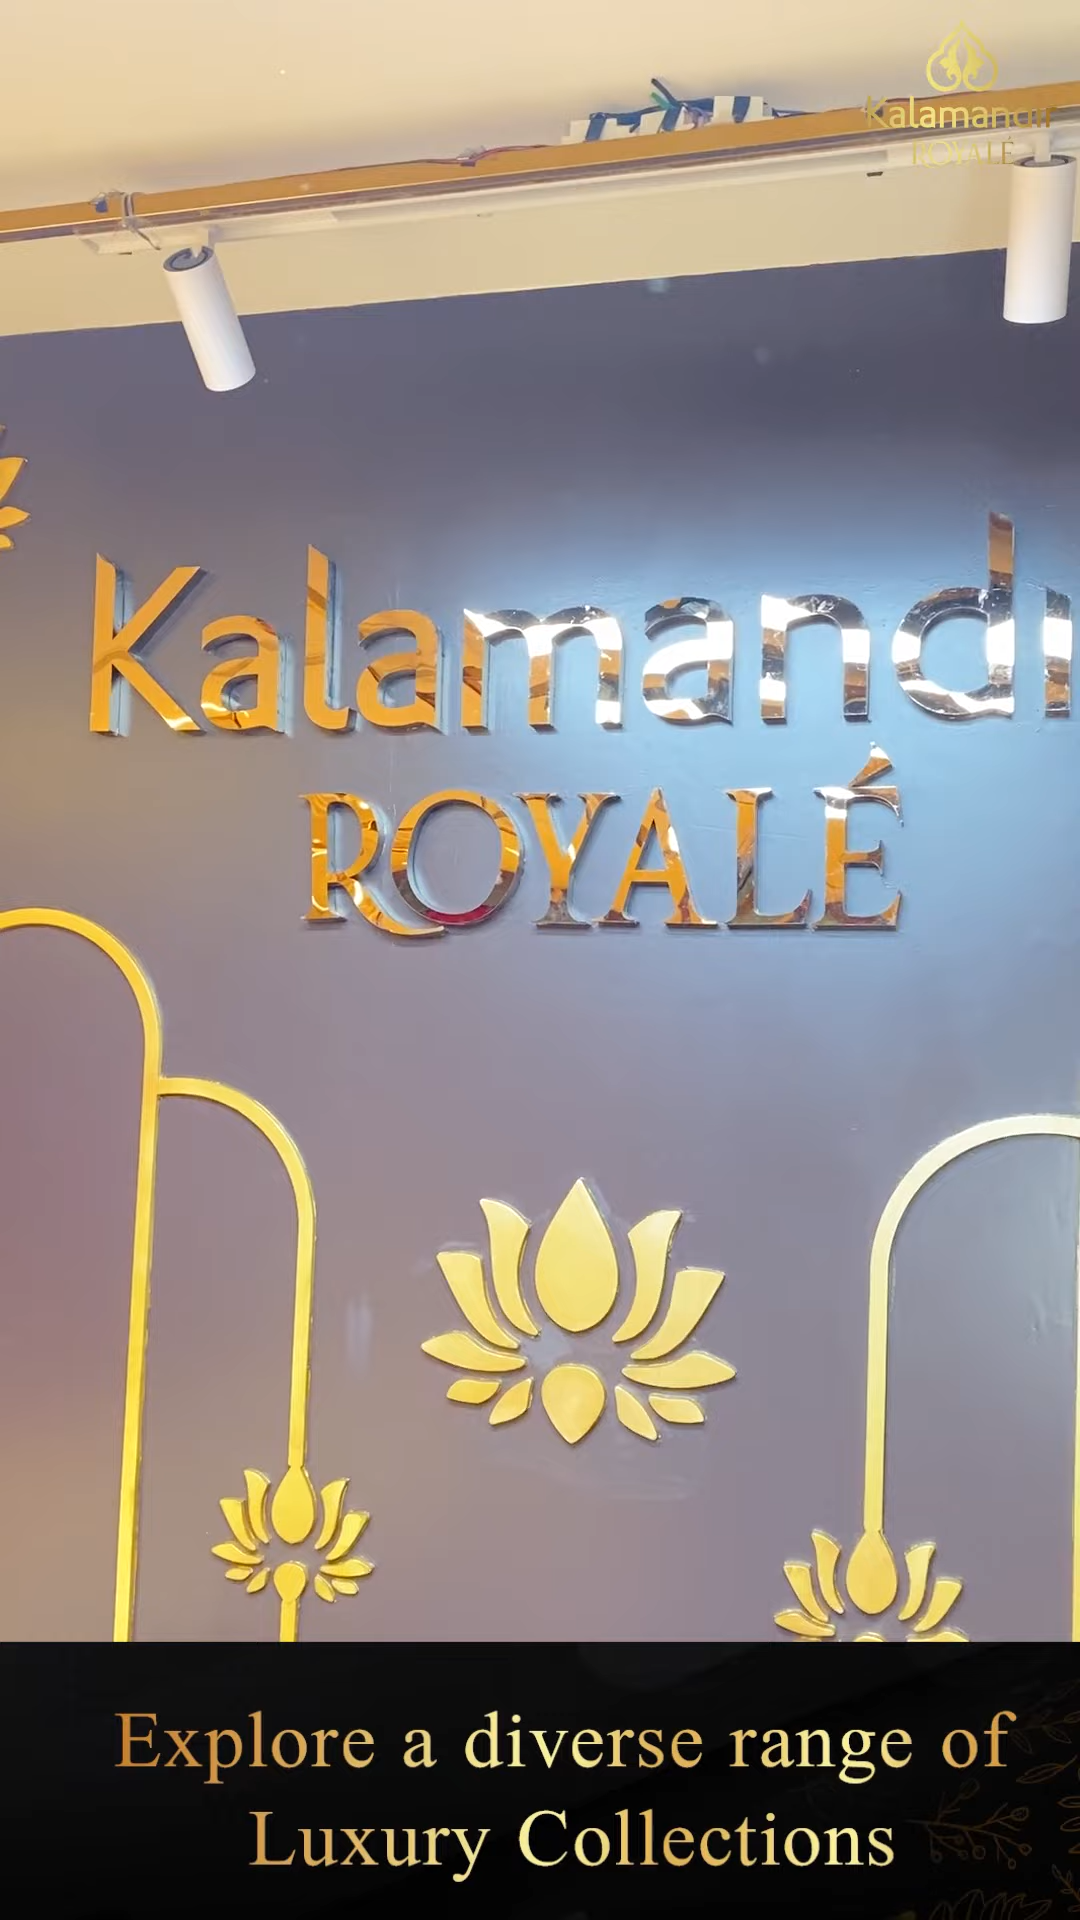 Kalamandir
ROYALÉ
Kalamandi
ROYALÉ
Explore a diverse range of
Luxury Collections